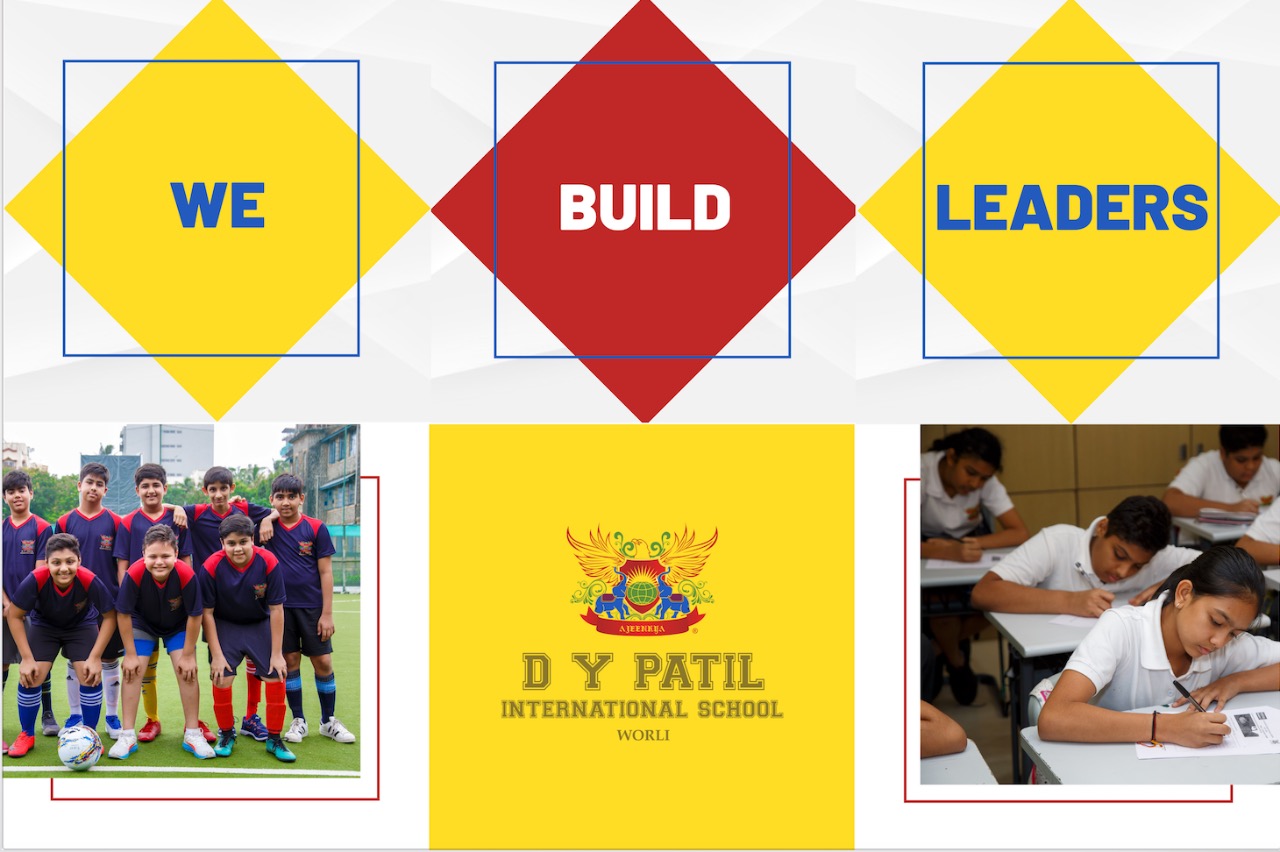 WE
BUILD
LEADERS
AJEENKYA
®
D Y PATIL
INTERNATIONAL SCHOOL
WORLI